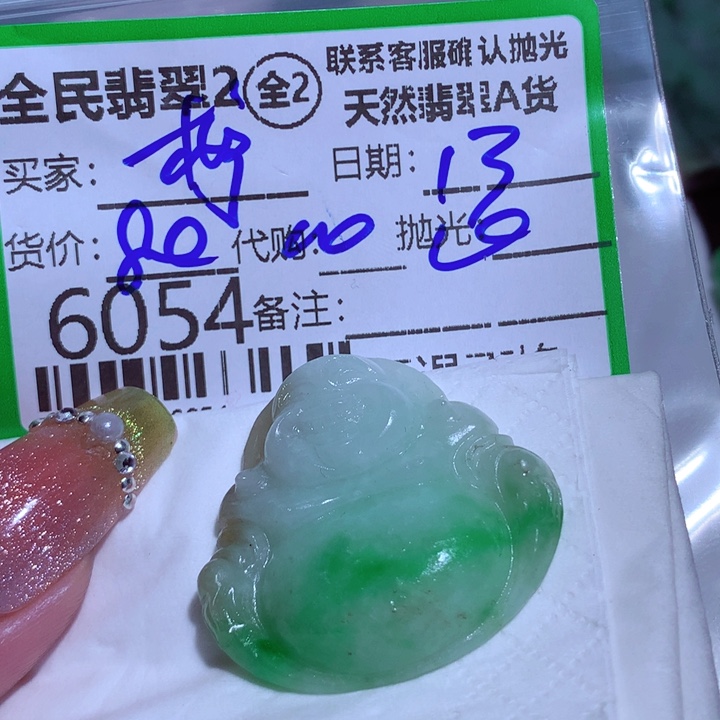 全民翡翠2 全2 联系客服确认抛光
天然翡翠A货
买家: 日期: 13
货价: 80 代购: 抛光:
6054 备注: